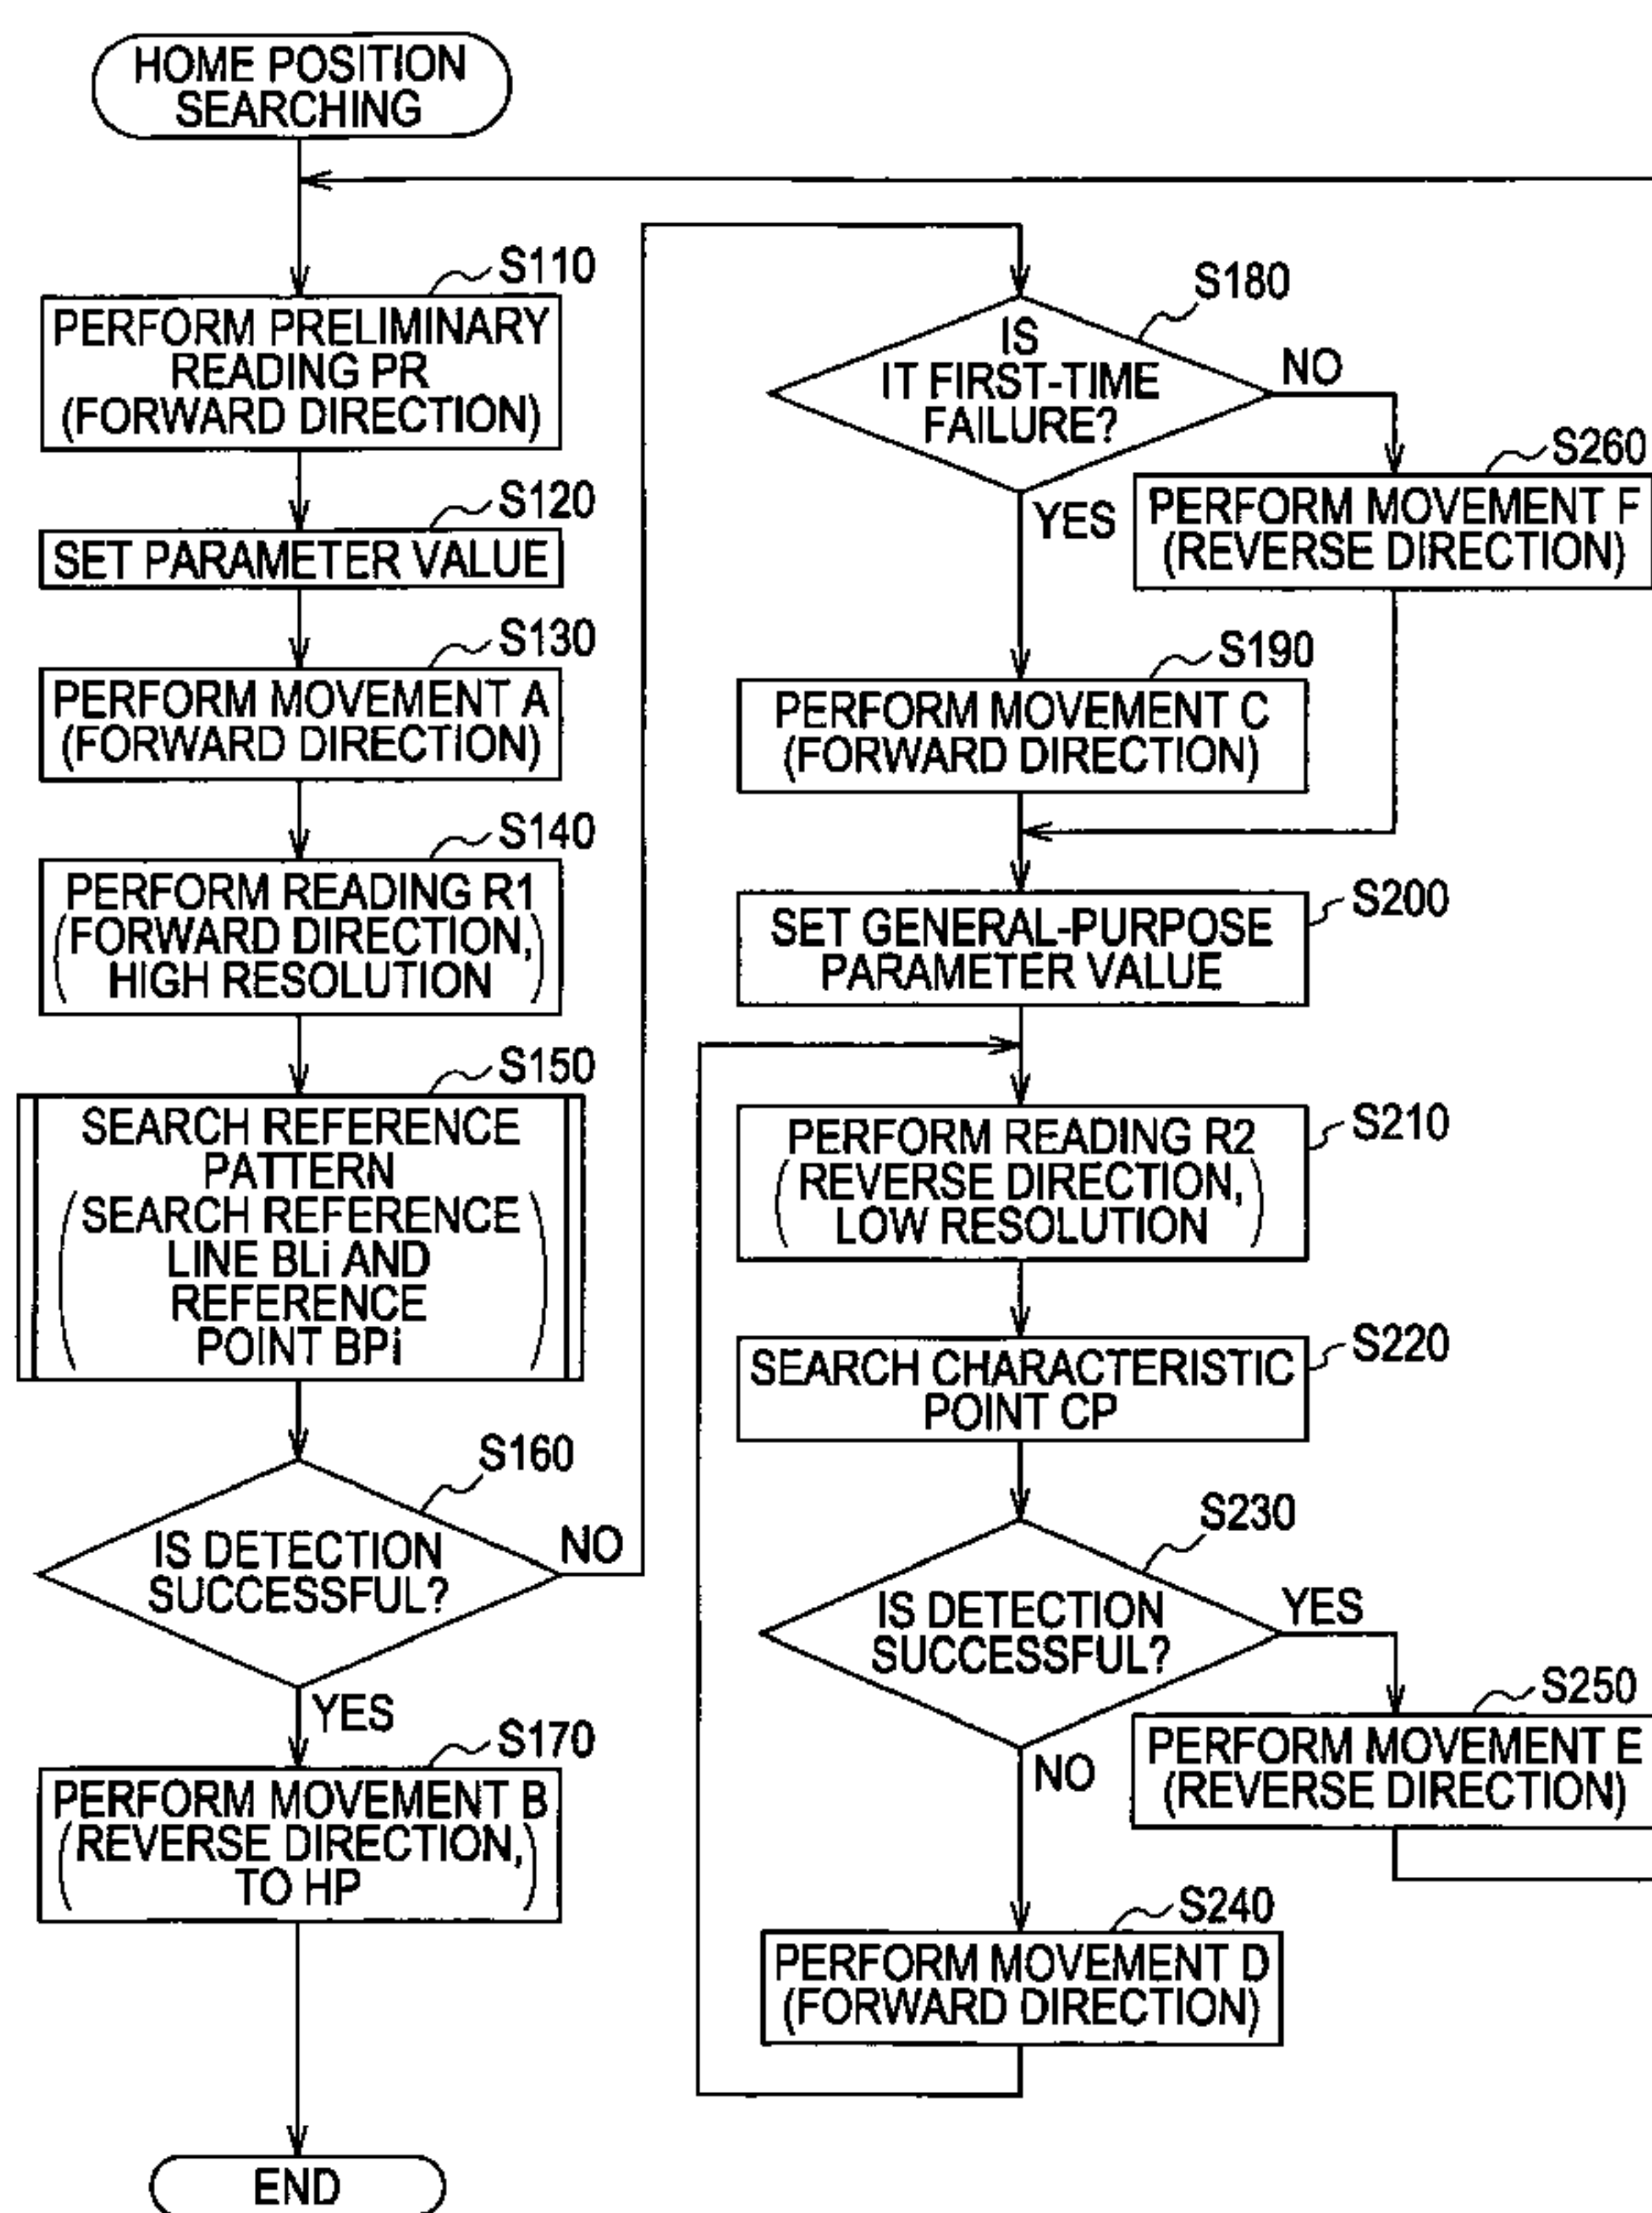 HOME POSITION
SEARCHING
S110
PERFORM PRELIMINARY
READING PR
(FORWARD DIRECTION)
S120
SET PARAMETER VALUE
S130
PERFORM MOVEMENT A
(FORWARD DIRECTION)
S140
PERFORM READING R1
(FORWARD DIRECTION,
HIGH RESOLUTION)
S150
SEARCH REFERENCE
PATTERN
(SEARCH REFERENCE
LINE BLi AND
REFERENCE
POINT BPi)
S160
IS DETECTION
SUCCESSFUL?
NO
YES
S170
PERFORM MOVEMENT B
(REVERSE DIRECTION,
TO HP)
END
S180
IS
IT FIRST-TIME
FAILURE?
NO
YES
S260
PERFORM MOVEMENT F
(REVERSE DIRECTION)
S190
PERFORM MOVEMENT C
(FORWARD DIRECTION)
S200
SET GENERAL-PURPOSE
PARAMETER VALUE
S210
PERFORM READING R2
(REVERSE DIRECTION,
LOW RESOLUTION)
S220
SEARCH CHARACTERISTIC
POINT CP
S230
IS DETECTION
SUCCESSFUL?
YES
NO
S250
PERFORM MOVEMENT E
(REVERSE DIRECTION)
S240
PERFORM MOVEMENT D
(FORWARD DIRECTION)